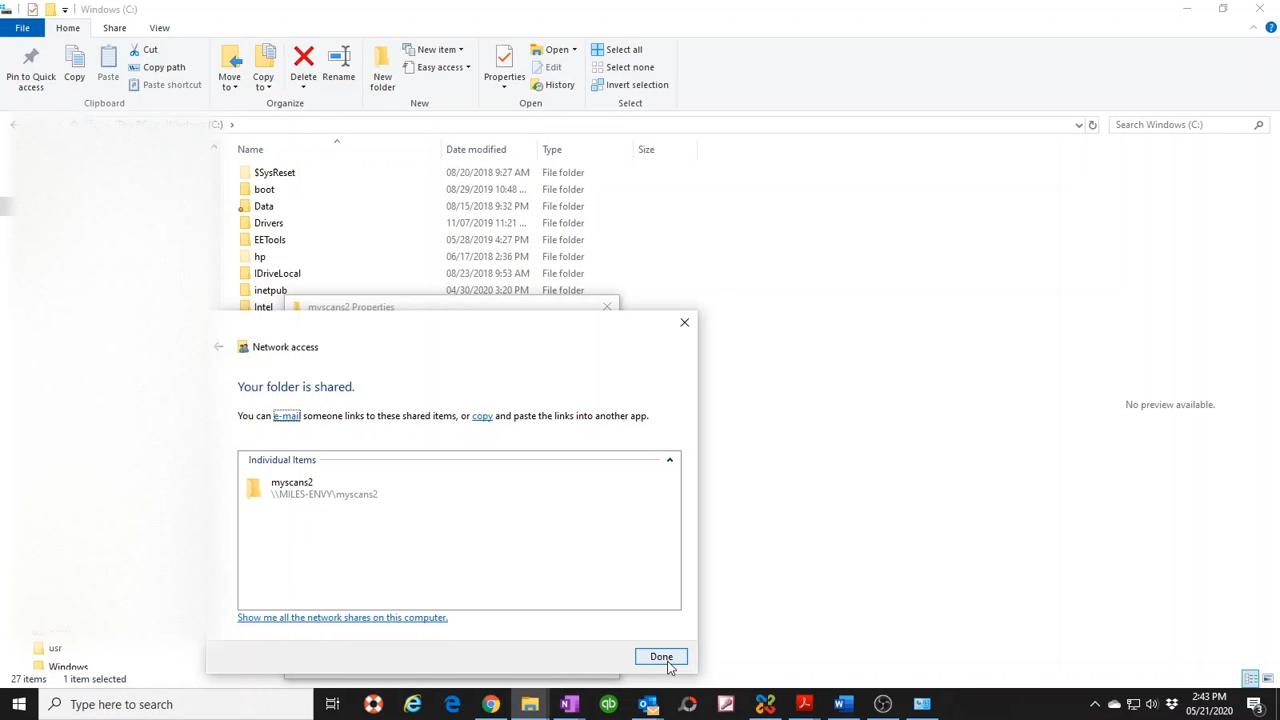 Windows (C:)
File Home Share View
Pin to Quick access
Copy
Paste
Cut
Copy path
Paste shortcut
Clipboard
Move to
Copy to
Delete
Rename
Organize
New folder
New item
Easy access
New
Properties
Open
Edit
History
Open
Select all
Select none
Invert selection
Select
(C:)
Search Windows (C:)
Name Date modified Type Size
$SysReset 08/20/2018 9:27 AM File folder
boot 08/29/2019 10:48 ... File folder
Data 08/15/2018 9:32 PM File folder
Drivers 11/07/2019 11:21 ... File folder
EETools 05/28/2019 4:27 PM File folder
hp 06/17/2018 2:36 PM File folder
IDriveLocal 08/23/2018 9:53 AM File folder
inetpub 04/30/2020 3:20 PM File folder
Intel
myscans2 Properties
Network access
Your folder is shared.
You can e-mail someone links to these shared items, or copy and paste the links into another app.
Individual Items
myscans2
\\MILES-ENVY\myscans2
Show me all the network shares on this computer.
Done
No preview available.
usr
Windows
27 items 1 item selected
Type here to search
2:43 PM
05/21/2020
3